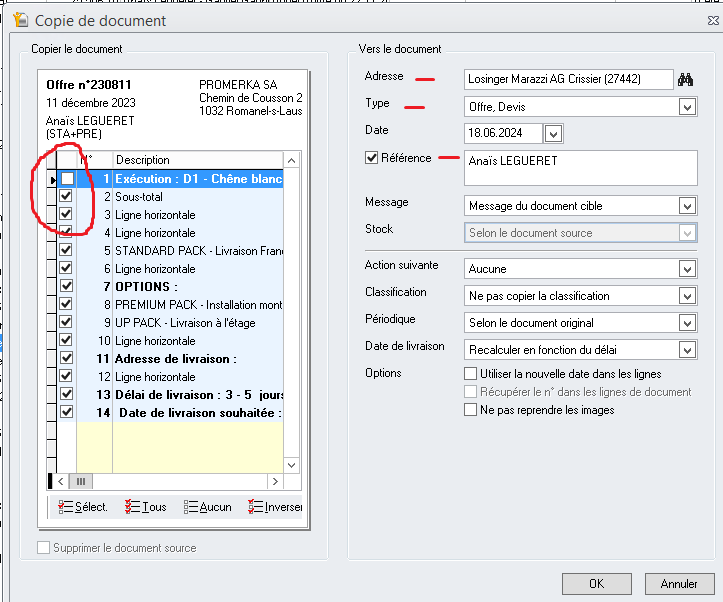 Copie de document
Copier le document
Offre n°230811
PROMERKA SA
11 décembre 2023
Chemin de Cousson 2
1032 Romanel-s-Laus
Anaïs LEGUERET
(STA+PRE)
N° Description
1 Exécution : D1 - Chêne blanc
2 Sous-total
3 Ligne horizontale
4 Ligne horizontale
5 STANDARD PACK - Livraison Fran
6 Ligne horizontale
7 OPTIONS :
8 PREMIUM PACK - Installation mont
9 UP PACK - Livraison à l'étage
10 Ligne horizontale
11 Adresse de livraison :
12 Ligne horizontale
13 Délai de livraison : 3 - 5 jours
14 Date de livraison souhaitée :
Sélect. Tous Aucun Inverser
Supprimer le document source
Vers le document
Adresse Losinger Marazzi AG Crissier (27442)
Type Offre, Devis
Date 18.06.2024
Référence Anaïs LEGUERET
Message Message du document cible
Stock Selon le document source
Action suivante Aucune
Classification Ne pas copier la classification
Périodique Selon le document original
Date de livraison Recalculer en fonction du délai
Options Utiliser la nouvelle date dans les lignes
Récupérer le n° dans les lignes de document
Ne pas reprendre les images
OK Annuler